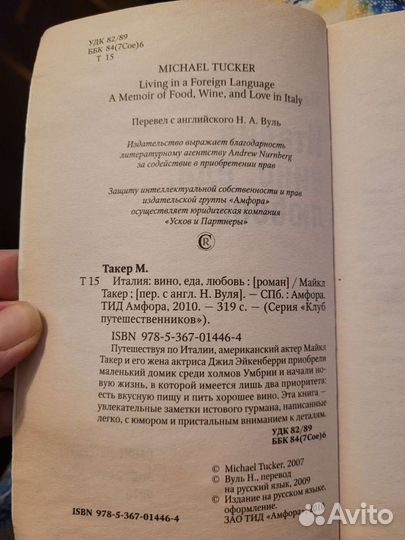 УДК 82/89
ББК 84(7Сое)6
Т 15
MICHAEL TUCKER
Living in a Foreign Language
A Memoir of Food, Wine, and Love in Italy
Перевел с английского Н. А. Вуль
Издательство выражает благодарность
литературному агентству Andrew Nurnberg
за содействие в приобретении прав
Защиту интеллектуальной собственности и прав
издательской группы «Амфора»
осуществляет юридическая компания
«Усков и Партнеры»
Такер М.
Т 15 Италия: вино, еда, любовь : [роман] / Майкл
Такер ; [пер. с англ. Н. Вуля]. — СПб. : Амфора.
ТИД Амфора, 2010. — 319 с. — (Серия «Клуб
путешественников»).
ISBN 978-5-367-01446-4
Путешествуя по Италии, американский актер Майкл
Такер и его жена актриса Джил Эйкенберри приобрели
маленький домик среди холмов Умбрии и начали но-
вую жизнь, в которой имеется лишь два приоритета:
есть вкусную пищу и пить хорошее вино. Эта книга —
увлекательные заметки истового гурмана, написанные
легко, с юмором и пристальным вниманием к деталям.
УДК 82/89
ББК 84(7Сое)6
© Michael Tucker, 2007
© Вуль Н., перевод
на русский язык, 2009
© Издание на русском языке,
оформление.
ЗАО ТИД «Амфора»
ISBN 978-5-367-01446-4
Avito